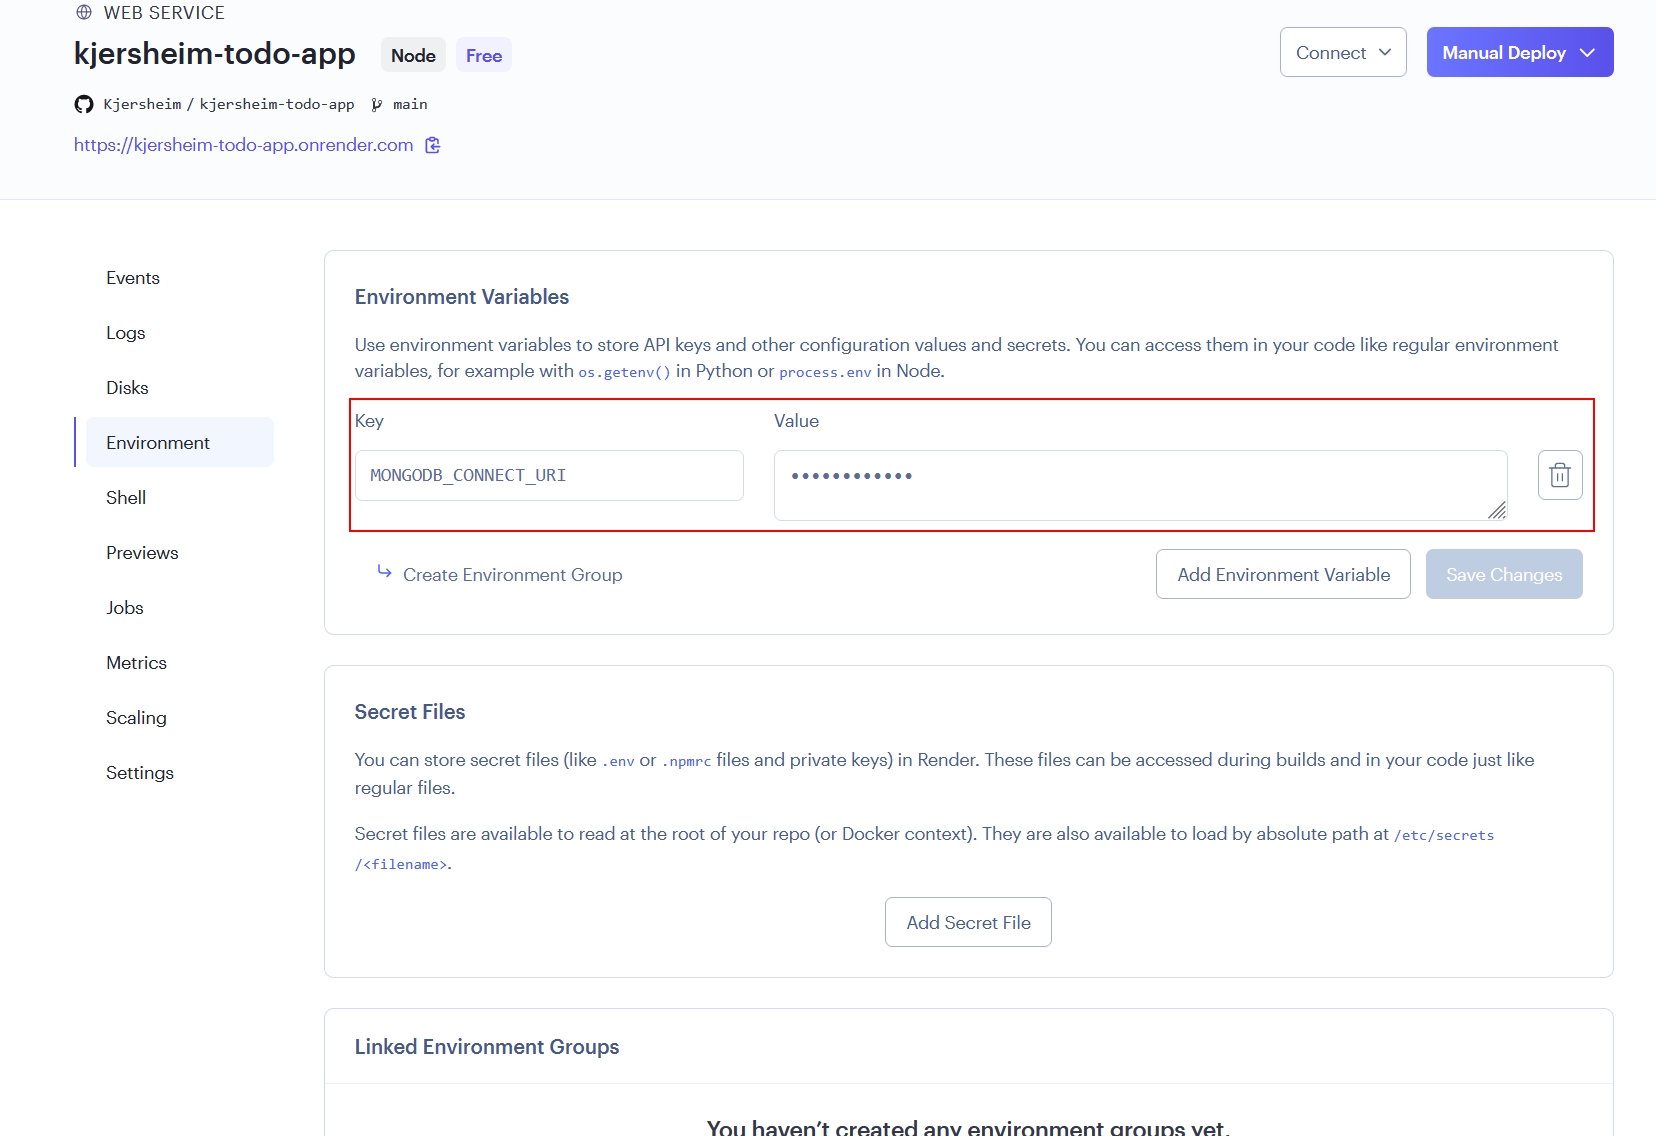 WEB SERVICE
kjersheim-todo-app Node Free
Connect
Manual Deploy
Kjersheim / kjersheim-todo-app main
https://kjersheim-todo-app.onrender.com
Events
Logs
Disks
Environment
Shell
Previews
Jobs
Metrics
Scaling
Settings
Environment Variables
Use environment variables to store API keys and other configuration values and secrets. You can access them in your code like regular environment
variables, for example with os.getenv() in Python or process.env in Node.
Key Value
MONGODB_CONNECT_URI ••••••••••••
Create Environment Group Add Environment Variable Save Changes
Secret Files
You can store secret files (like .env or .npmrc files and private keys) in Render. These files can be accessed during builds and in your code just like
regular files.
Secret files are available to read at the root of your repo (or Docker context). They are also available to load by absolute path at /etc/secrets
/<filename>.
Add Secret File
Linked Environment Groups
You haven't created any environment groups yet.